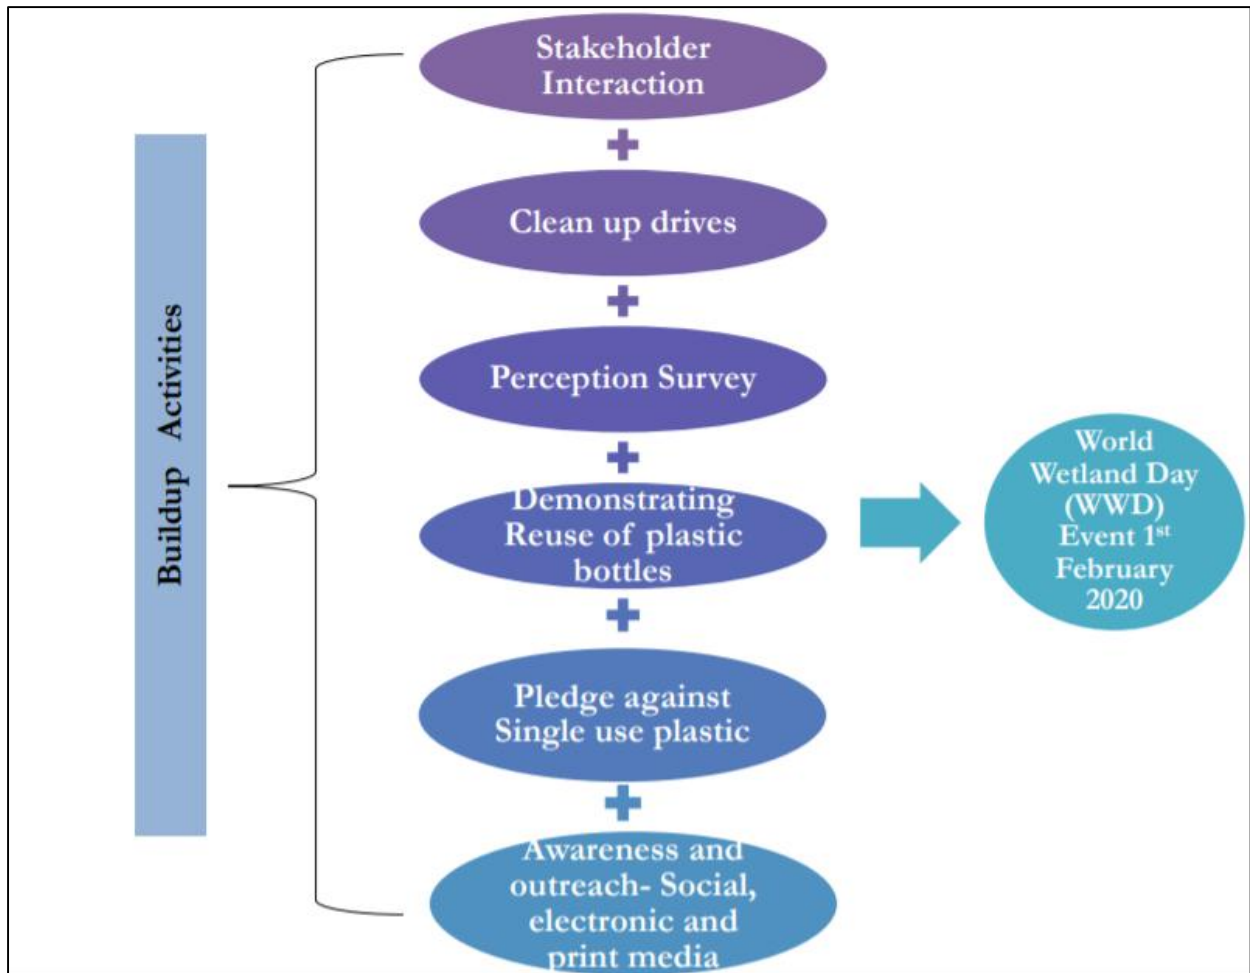 Buildup Activities
Stakeholder
Interaction
Clean up drives
Perception Survey
Demonstrating
Reuse of plastic
bottles
Pledge against
Single use plastic
Awareness and
outreach- Social,
electronic and
print media
World
Wetland Day
(WWD)
Event 1st
February
2020